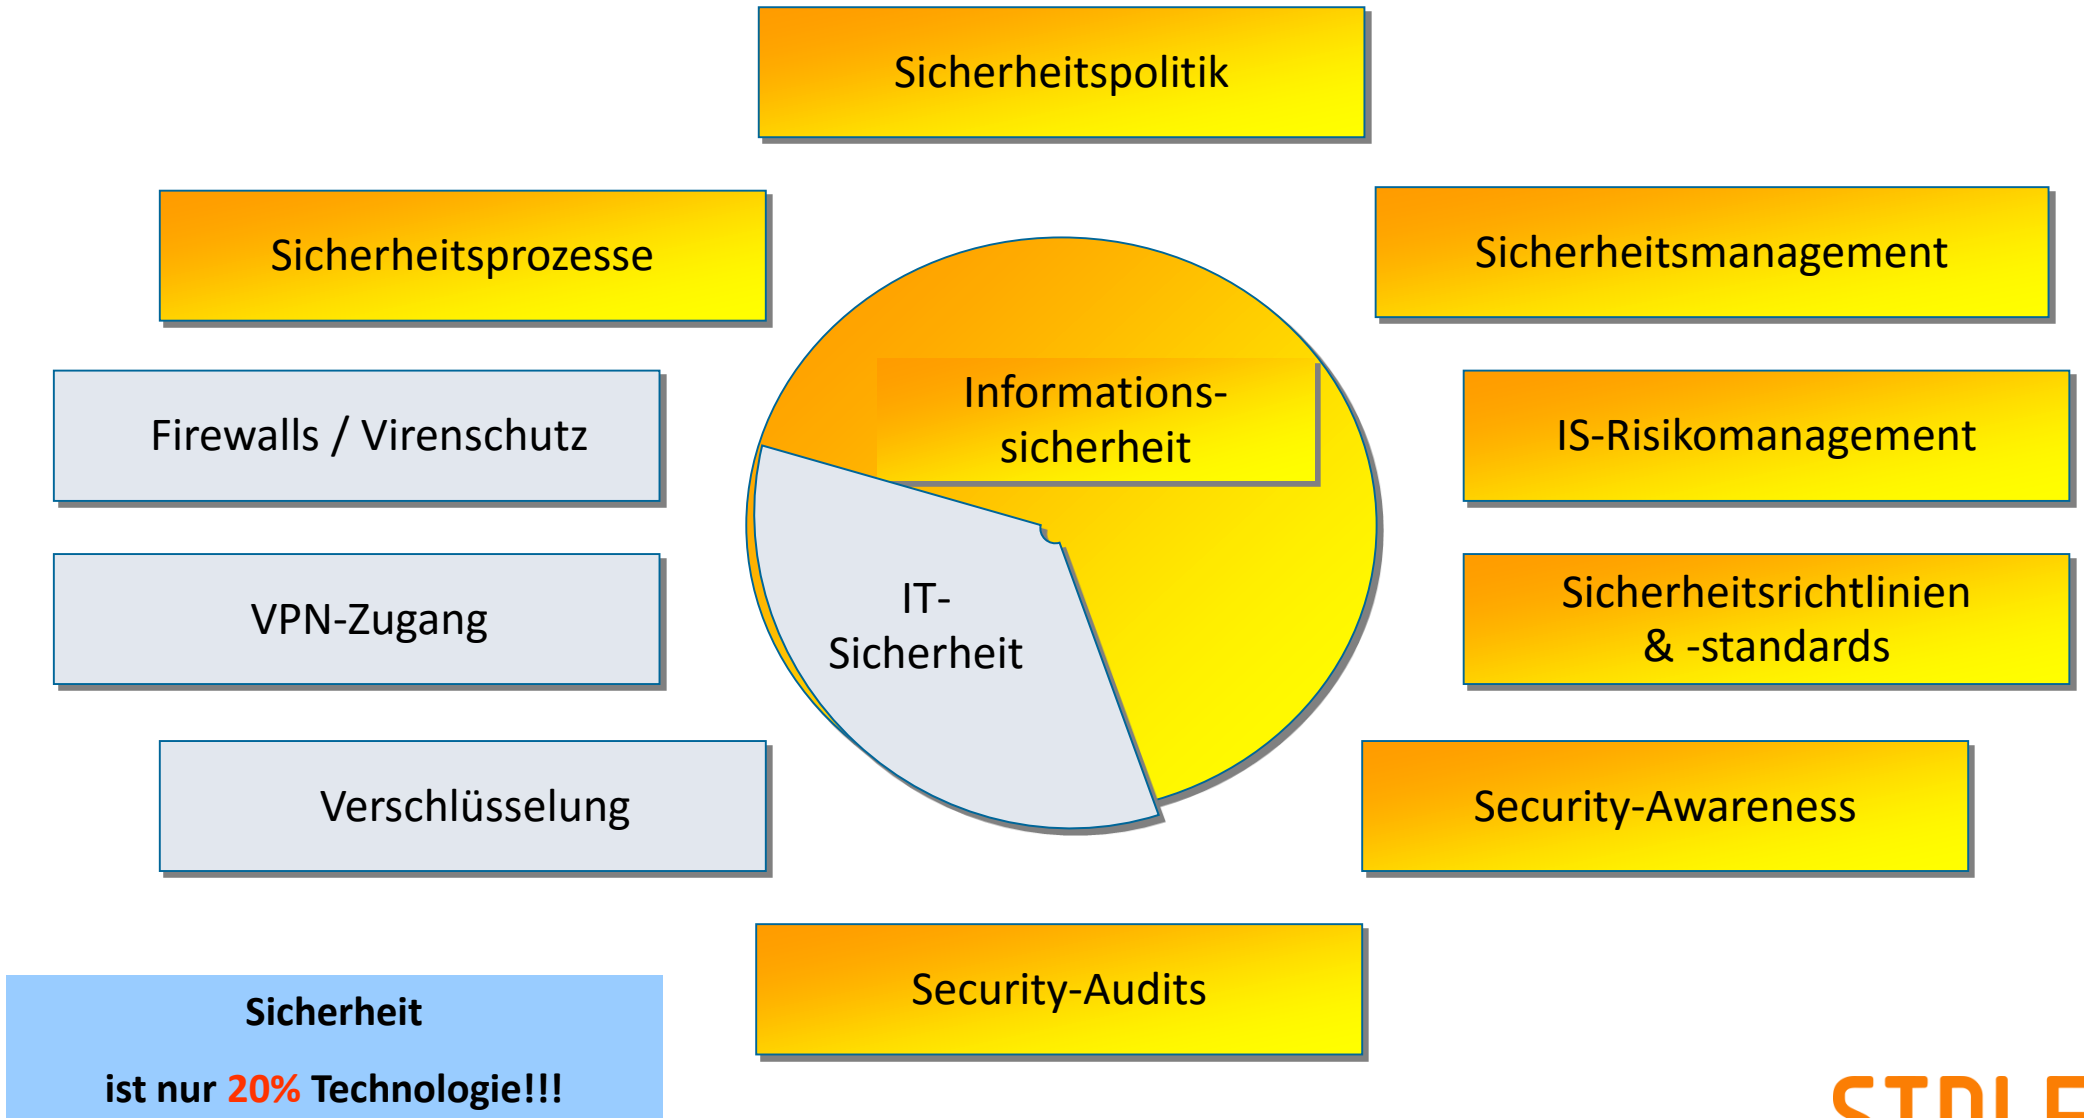 Sicherheitspolitik
Sicherheitsprozesse
Sicherheitsmanagement
Firewalls / Virenschutz
Informations-
sicherheit
IS-Risikomanagement
VPN-Zugang
IT-
Sicherheit
Sicherheitsrichtlinien
& -standards
Verschlüsselung
Security-Awareness
Security-Audits
Sicherheit
ist nur 20% Technologie!!!